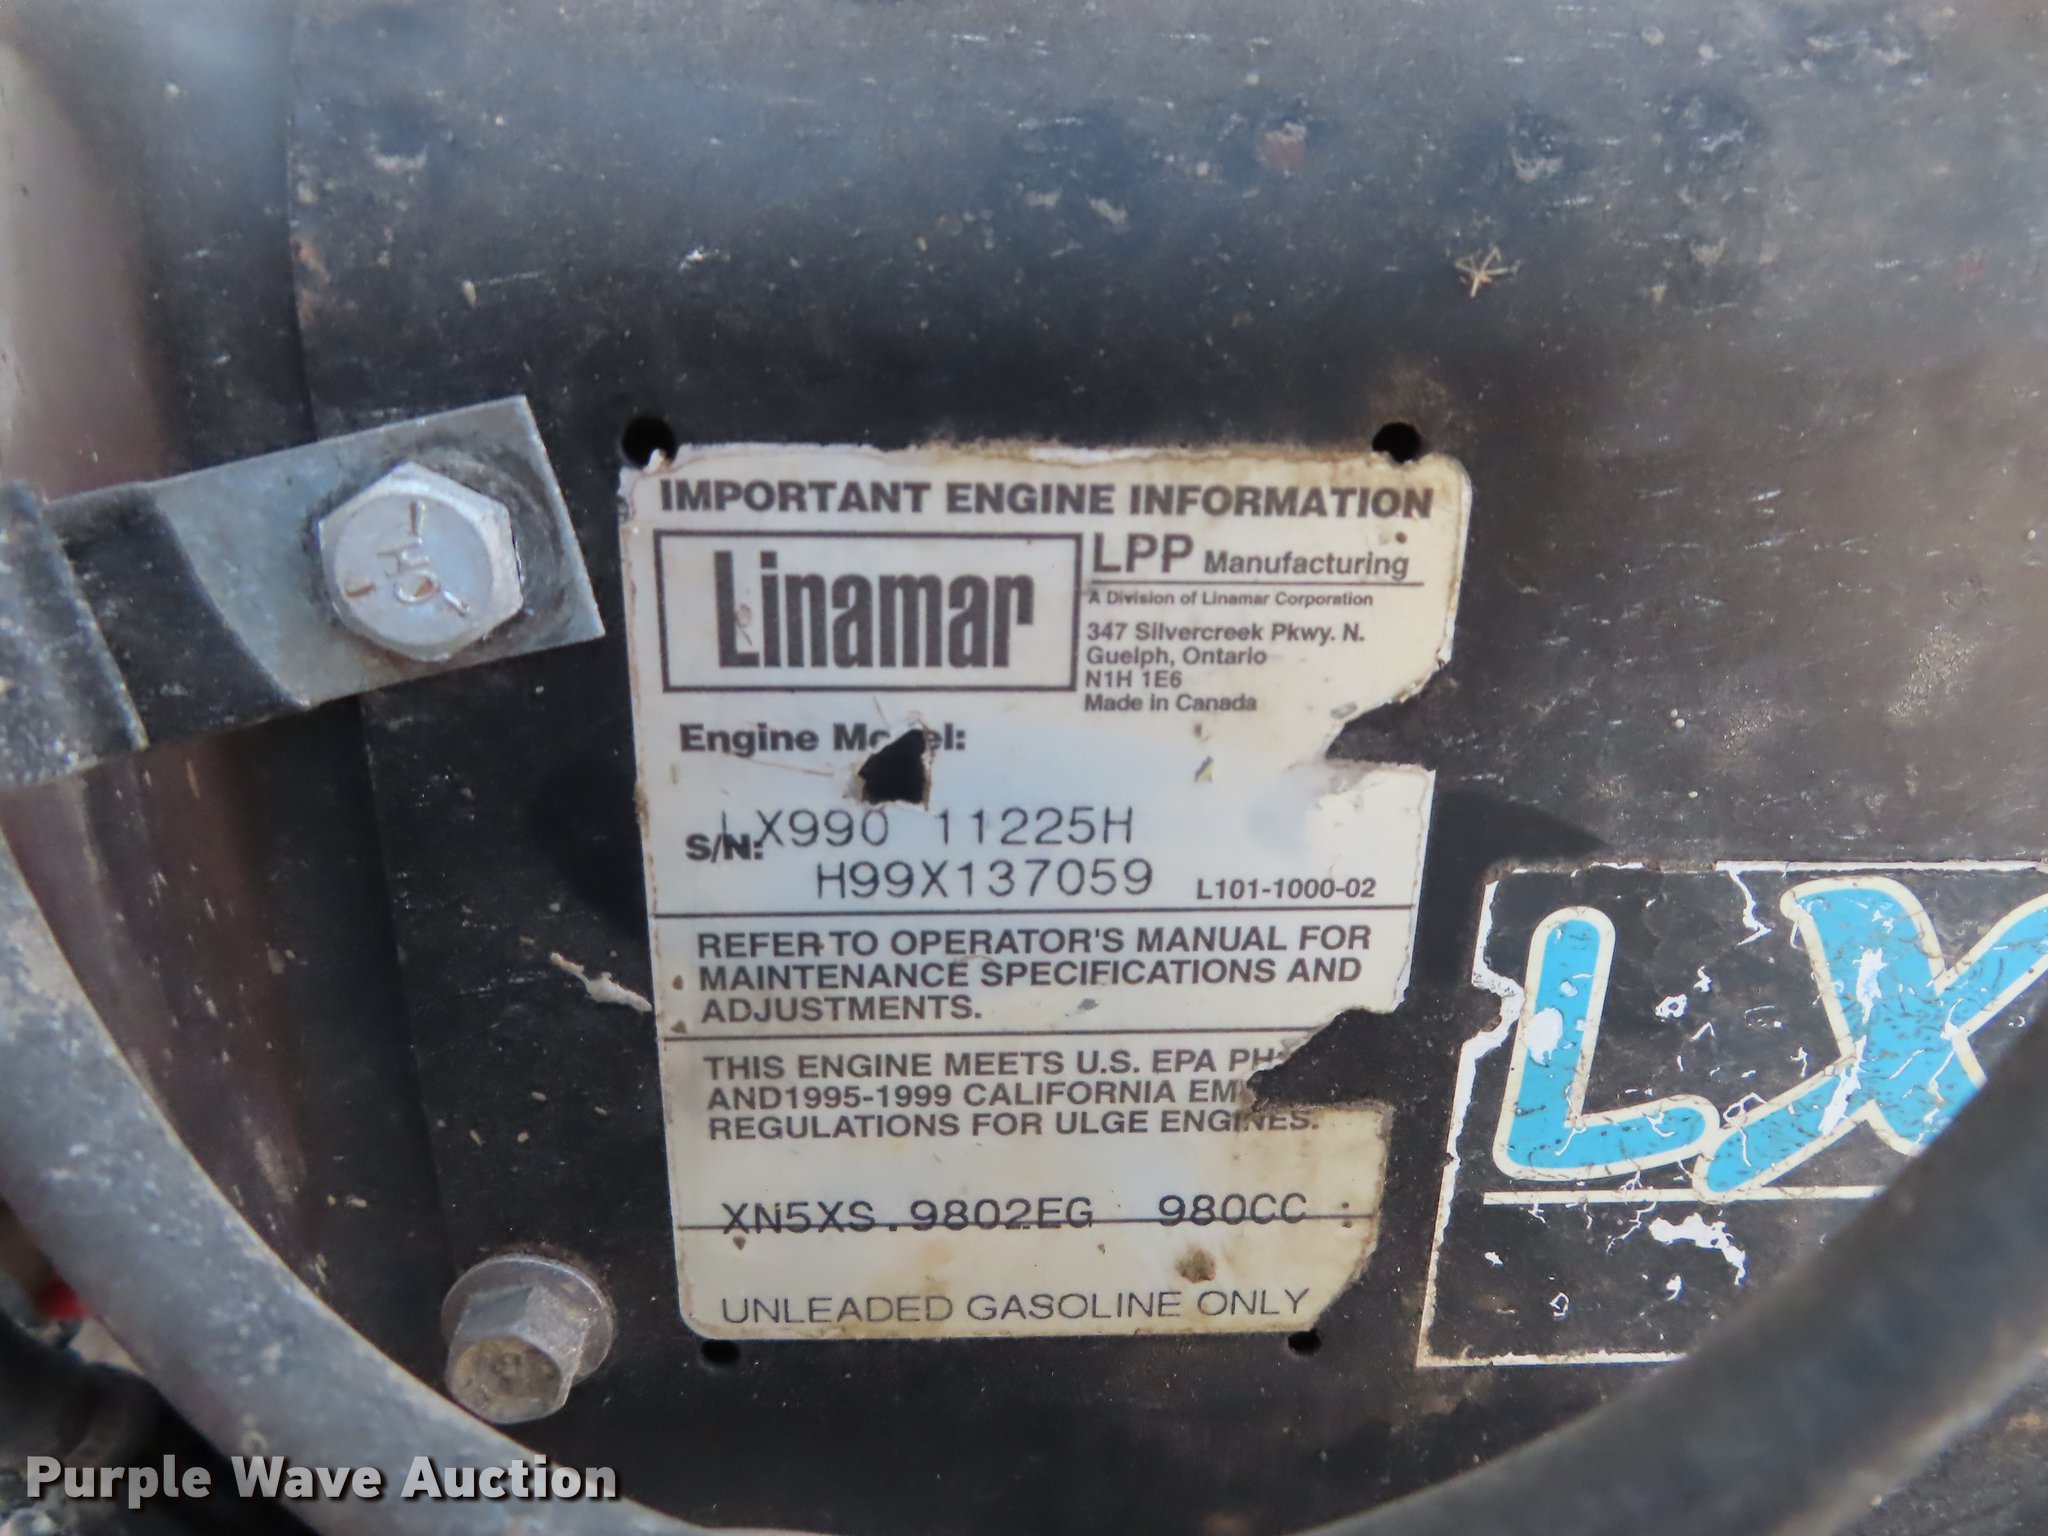 IMPORTANT ENGINE INFORMATION
Linamar
LPP Manufacturing
A Division of Linamar Corporation
347 Silvercreek Pkwy. N.
Guelph, Ontario
N1H 1E6
Made in Canada
Engine
LX990 11225H
S/N:
H99X137059 L101-1000-02
REFER TO OPERATOR'S MANUAL FOR
MAINTENANCE SPECIFICATIONS AND
ADJUSTMENTS.
THIS ENGINE MEETS U.S. EPA
AND1995-1999 CALIFORNIA
REGULATIONS FOR ULGE ENGINES.
XN5XS.9802EG 980CC
UNLEADED GASOLINE ONLY
LX
Purple Wave Auction